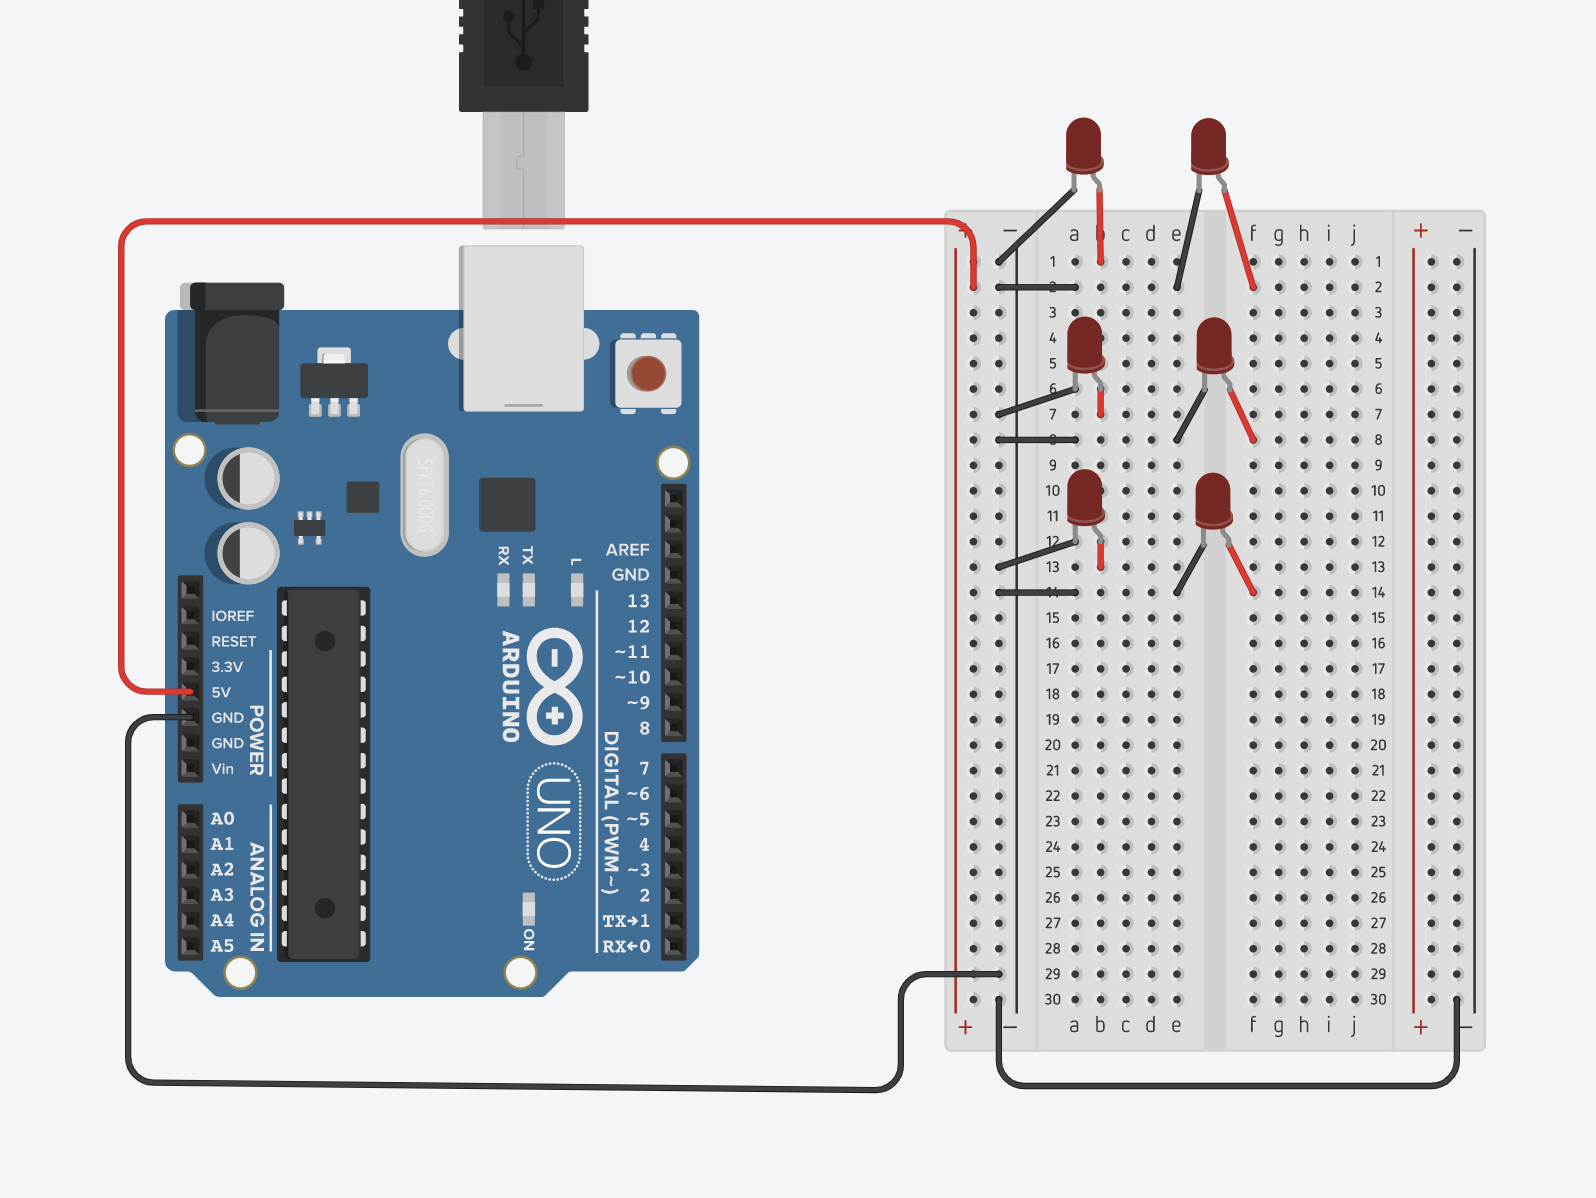 SPK16.000G
RX
TX
L
AREF
GND
13
12
~11
~10
~9
8
7
~6
~5
4
~3
2
TX→1
RX←0
DIGITAL (PWM~)
ARDUINO
UNO
ON
IOREF
RESET
3.3V
5V
GND
GND
Vin
POWER
A0
A1
A2
A3
A4
A5
ANALOG IN
+ − a b c d e f g h i j + −
1 1
2 2
3 3
4 4
5 5
6 6
7 7
8 8
9 9
10 10
11 11
12 12
13 13
14 14
15 15
16 16
17 17
18 18
19 19
20 20
21 21
22 22
23 23
24 24
25 25
26 26
27 27
28 28
29 29
30 30
+ − a b c d e f g h i j + −